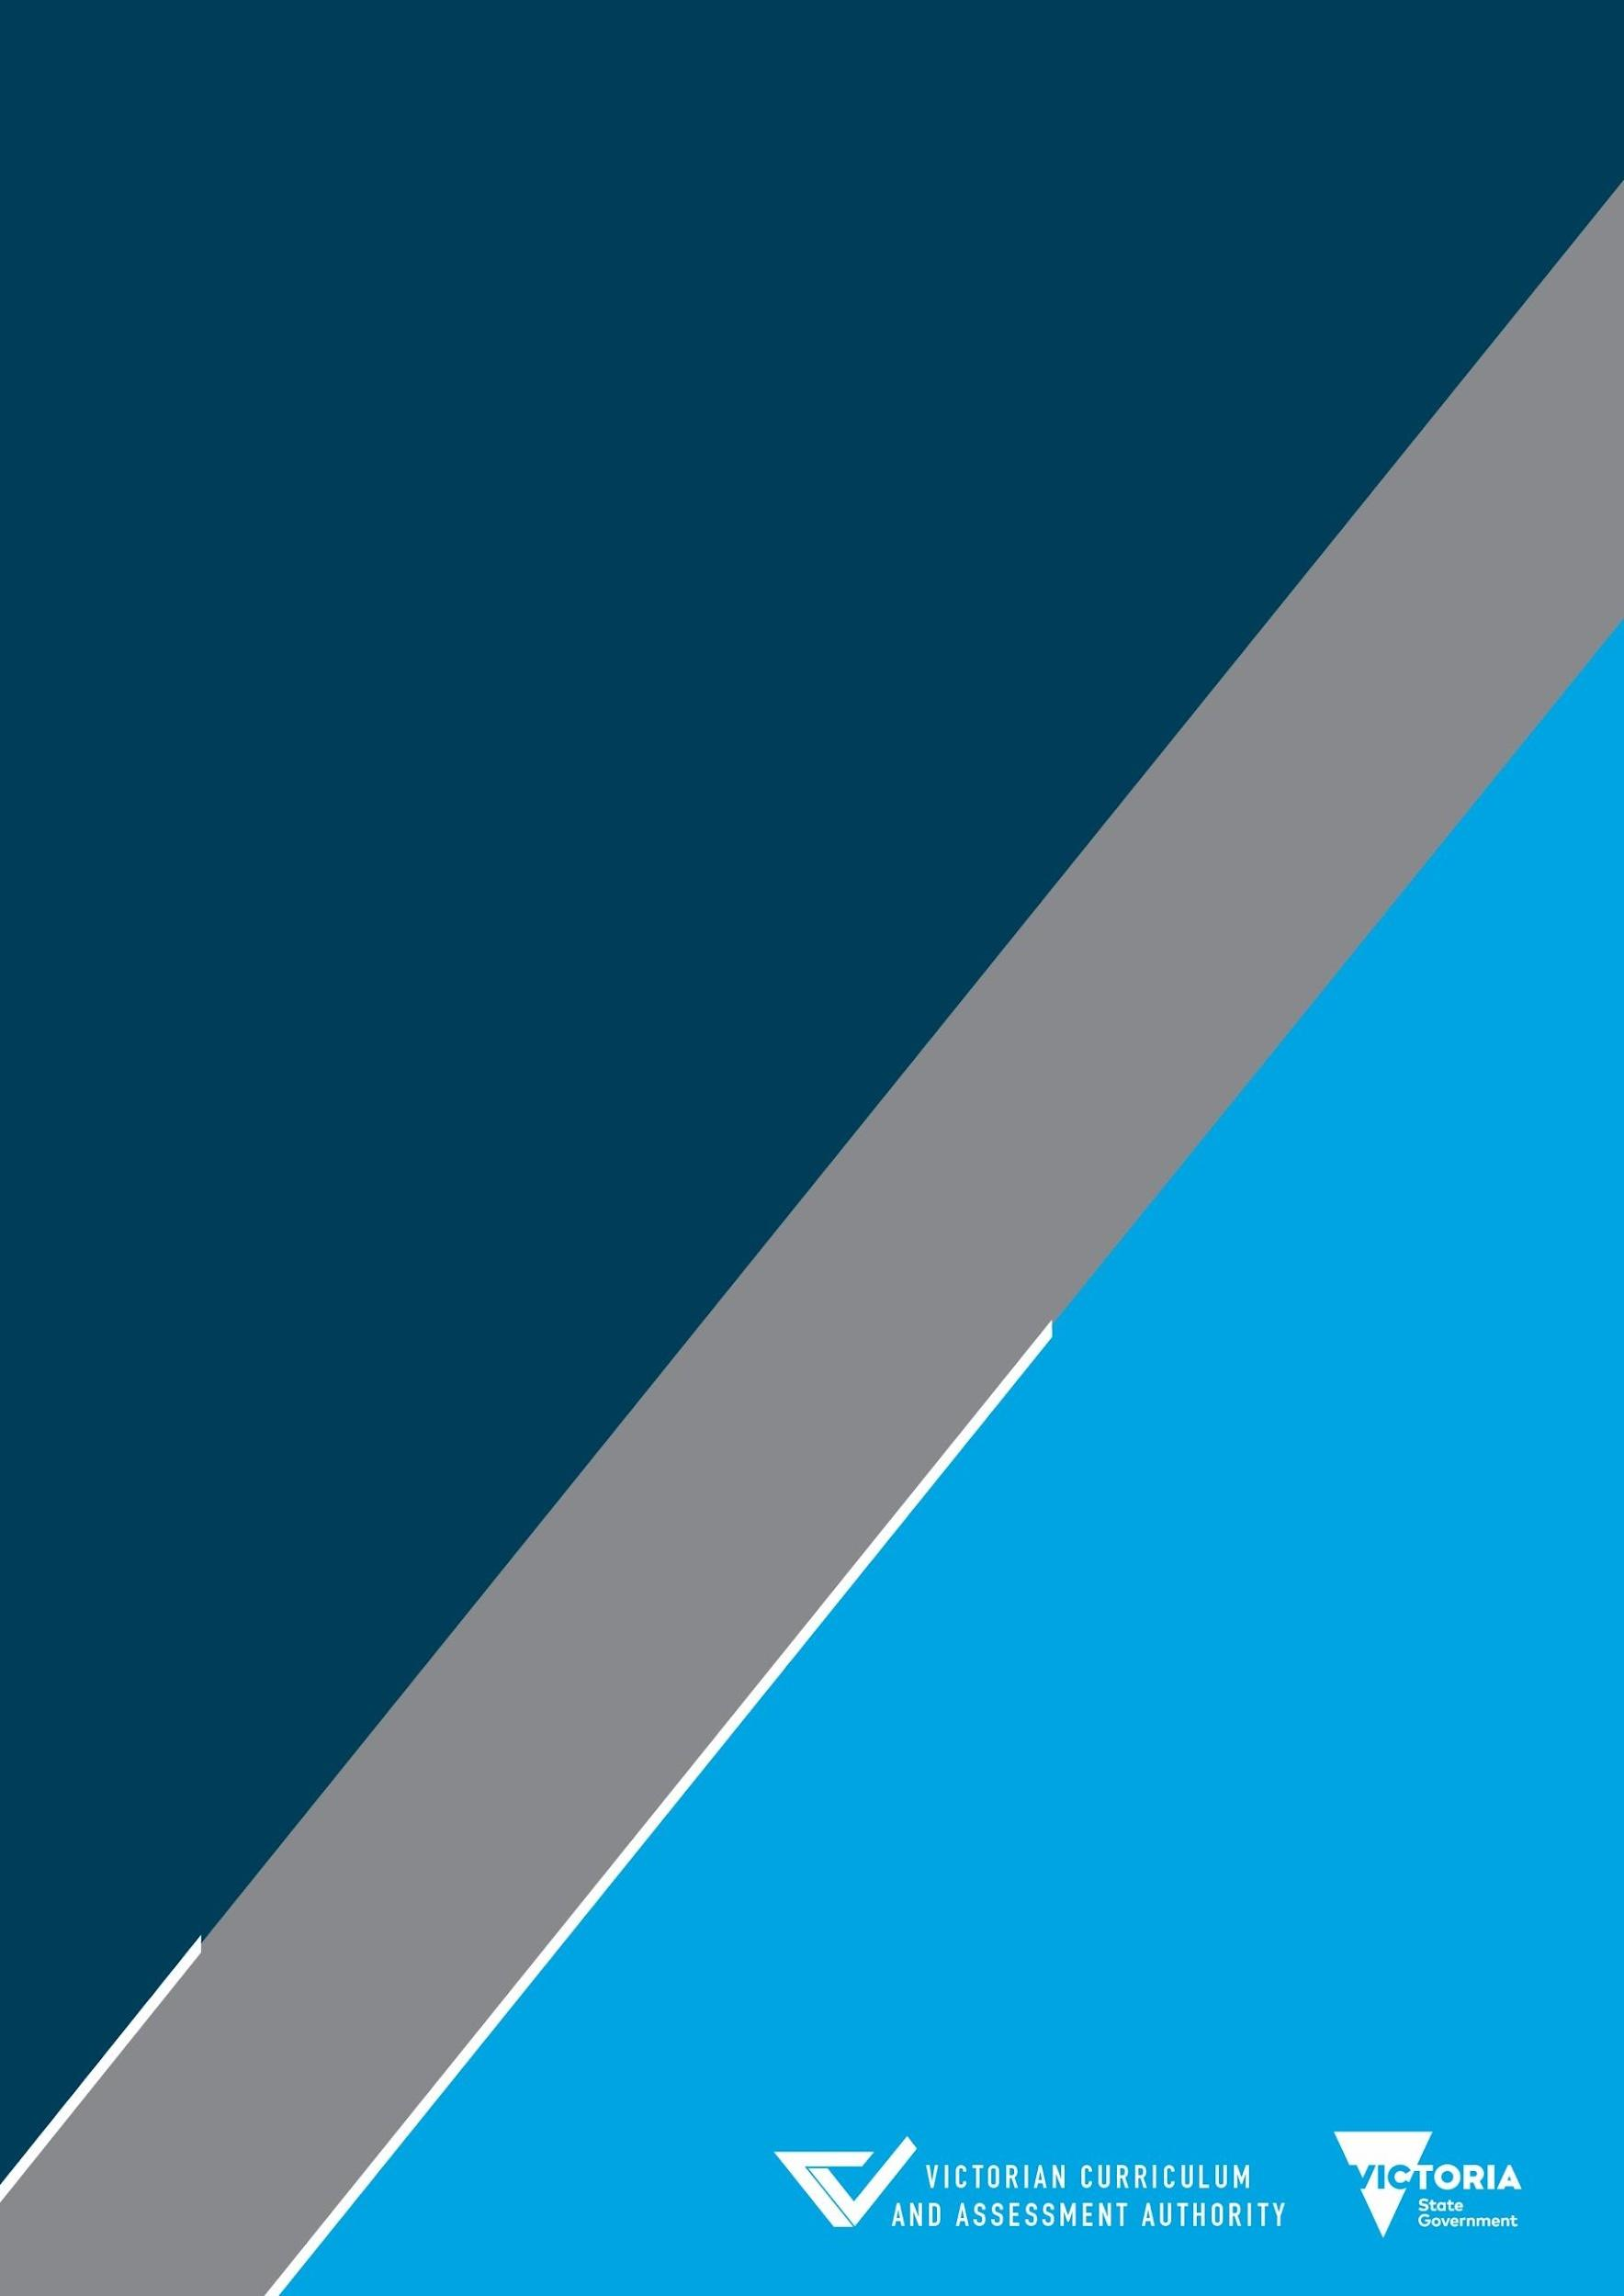 VICTORIAN CURRICULUM
AND ASSESSMENT AUTHORITY
VICTORIA
State
Government